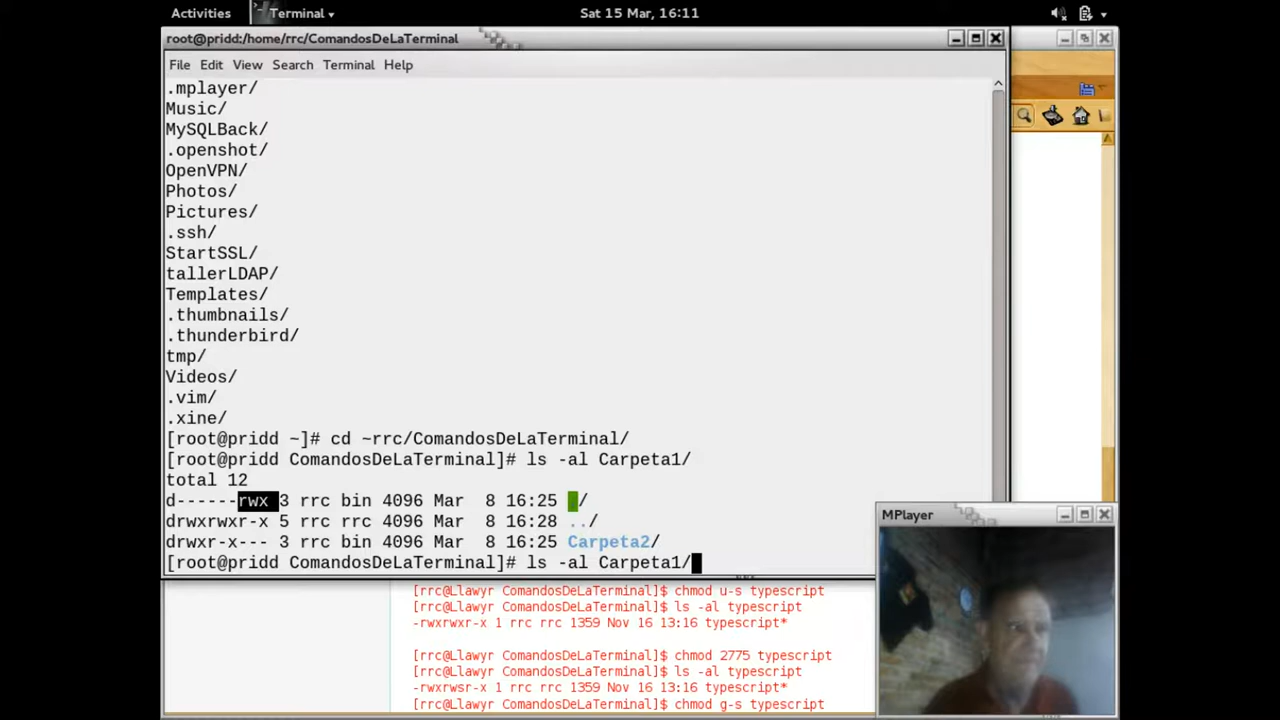 Activities
Terminal
Sat 15 Mar, 16:11
root@pridd:/home/rrc/ComandosDeLaTerminal
File Edit View Search Terminal Help
.mplayer/
Music/
MySQLBack/
.openshot/
OpenVPN/
Photos/
Pictures/
.ssh/
StartSSL/
tallerLDAP/
Templates/
.thumbnails/
.thunderbird/
tmp/
Videos/
.vim/
.xine/
[root@pridd ~]# cd ~rrc/ComandosDeLaTerminal/
[root@pridd ComandosDeLaTerminal]# ls -al Carpeta1/
total 12
d------rwx 3 rrc bin 4096 Mar  8 16:25 ./
drwxrwxr-x 5 rrc rrc 4096 Mar  8 16:28 ../
drwxr-x--- 3 rrc bin 4096 Mar  8 16:25 Carpeta2/
[root@pridd ComandosDeLaTerminal]# ls -al Carpeta1/
[rrc@Llawyr ComandosDeLaTerminal]$ chmod u-s typescript
[rrc@Llawyr ComandosDeLaTerminal]$ ls -al typescript
-rwxrwxr-x 1 rrc rrc 1359 Nov 16 13:16 typescript*
[rrc@Llawyr ComandosDeLaTerminal]$ chmod 2775 typescript
[rrc@Llawyr ComandosDeLaTerminal]$ ls -al typescript
-rwxrwsr-x 1 rrc rrc 1359 Nov 16 13:16 typescript*
[rrc@Llawyr ComandosDeLaTerminal]$ chmod g-s typescript
MPlayer